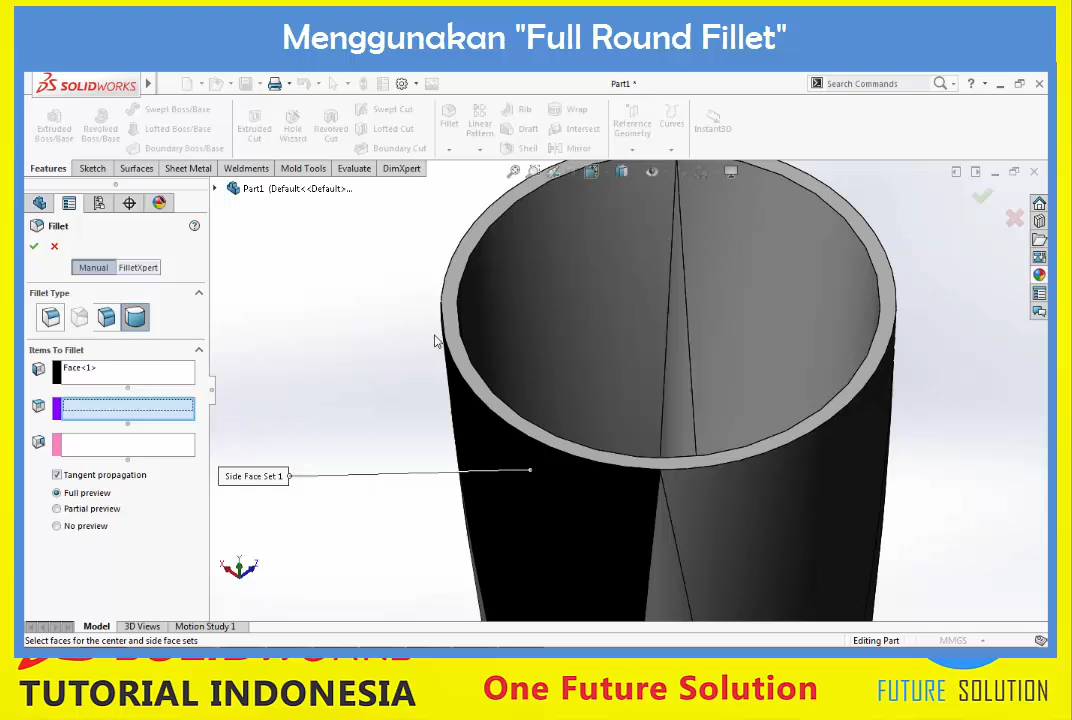 Menggunakan "Full Round Fillet"
SOLIDWORKS
Part1 *
Search Commands
Extruded Boss/Base
Revolved Boss/Base
Swept Boss/Base
Lofted Boss/Base
Boundary Boss/Base
Extruded Cut
Hole Wizard
Revolved Cut
Swept Cut
Lofted Cut
Boundary Cut
Fillet
Linear Pattern
Rib
Draft
Shell
Wrap
Intersect
Mirror
Reference Geometry
Curves
Instant3D
Features Sketch Surfaces Sheet Metal Weldments Mold Tools Evaluate DimXpert
Part1 (Default<<Default>...
Fillet
Manual FilletXpert
Fillet Type
Items To Fillet
Face<1>
Tangent propagation
Full preview
Partial preview
No preview
Side Face Set 1
Y
X
Z
Model 3D Views Motion Study 1
Select faces for the center and side face sets
Editing Part
MMGS
SOLIDWORKS
TUTORIAL INDONESIA
One Future Solution
FUTURE SOLUTION